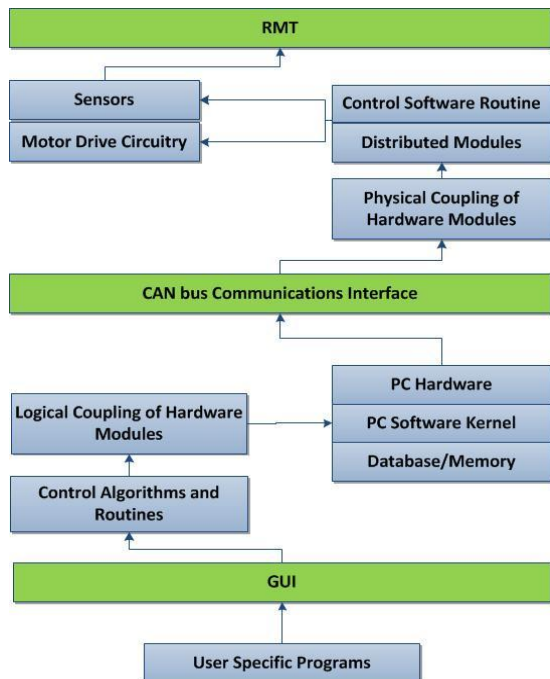 RMT
Sensors
Motor Drive Circuitry
Control Software Routine
Distributed Modules
Physical Coupling of
Hardware Modules
CAN bus Communications Interface
PC Hardware
PC Software Kernel
Database/Memory
Logical Coupling of Hardware
Modules
Control Algorithms and
Routines
GUI
User Specific Programs